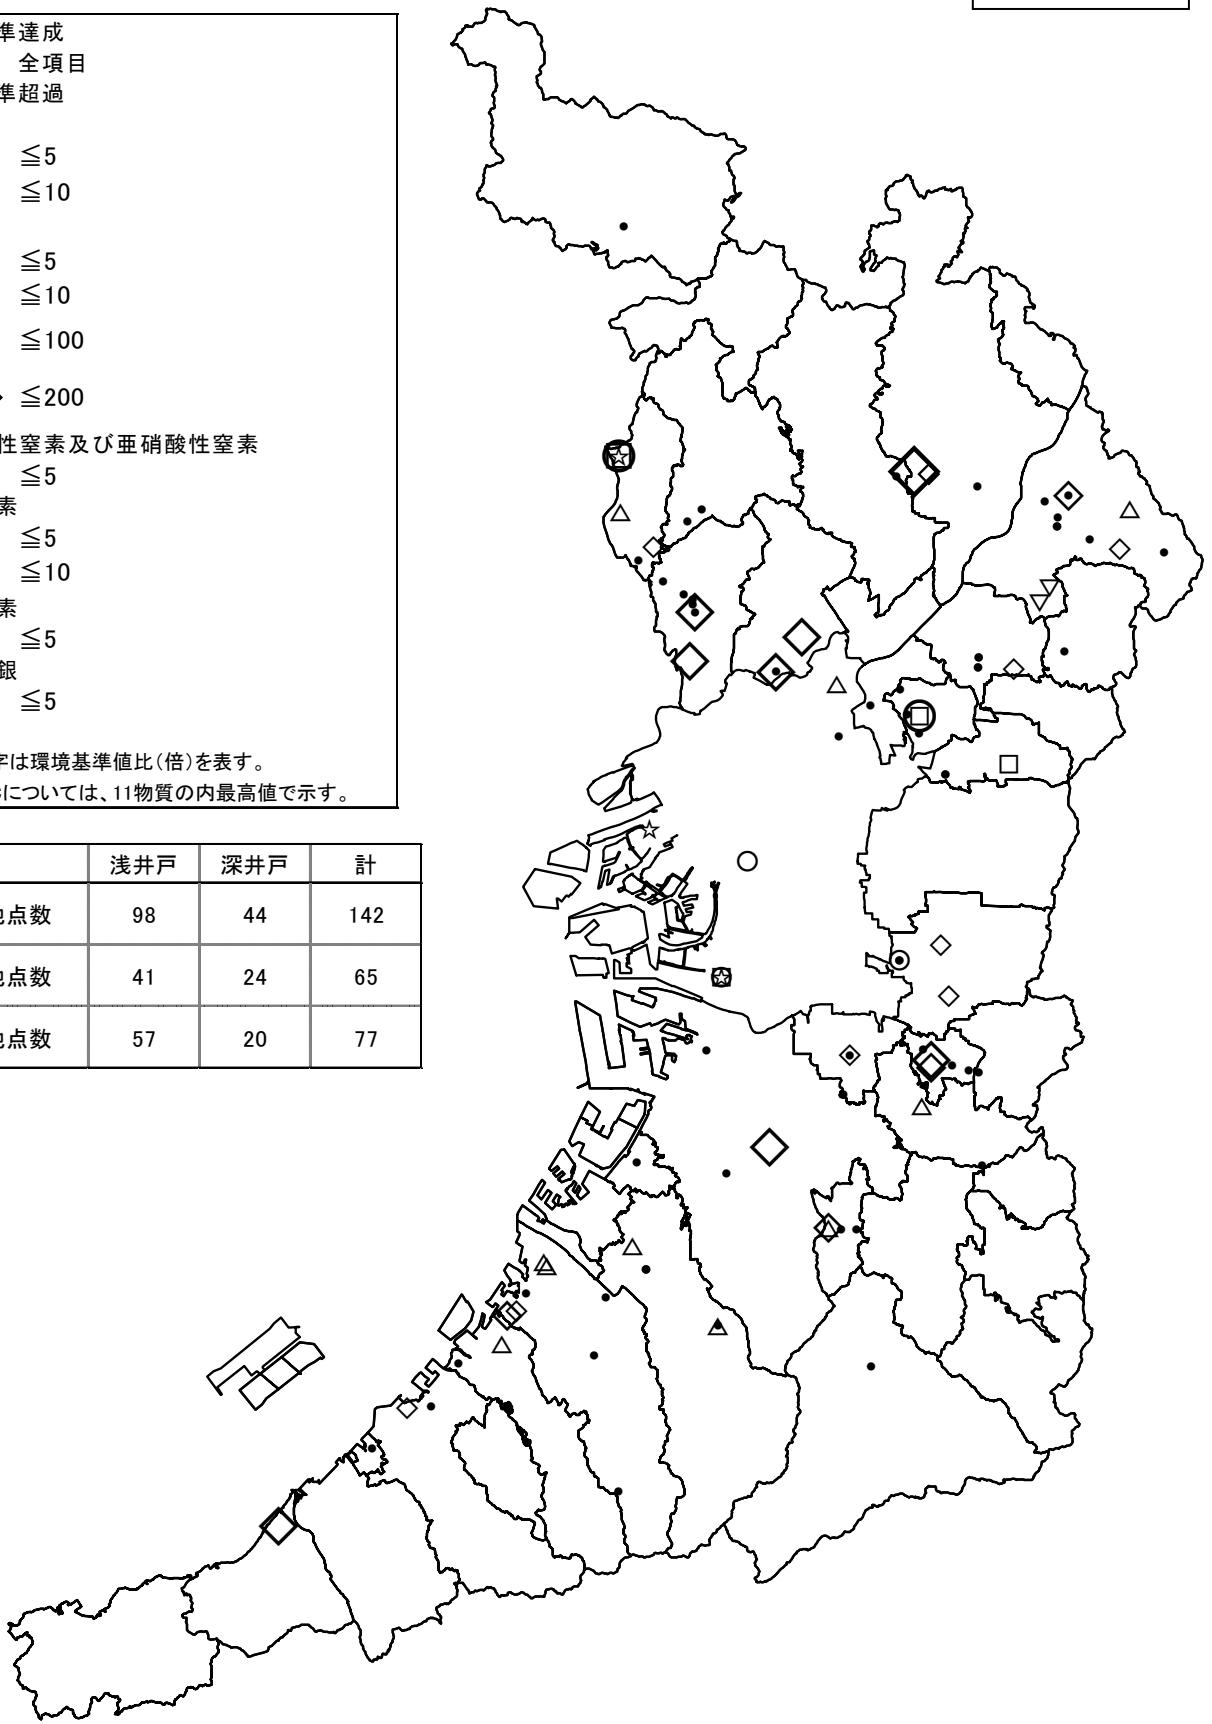 準達成
全項目
準超過
≦5
≦10
≦5
≦10
≦100
≦200
性窒素及び亜硝酸性窒素
≦5
素
≦5
≦10
素
≦5
銀
≦5
字は環境基準値比(倍)を表す。
については、11物質の内最高値で示す。
浅井戸 深井戸 計
地点数 98 44 142
地点数 41 24 65
地点数 57 20 77